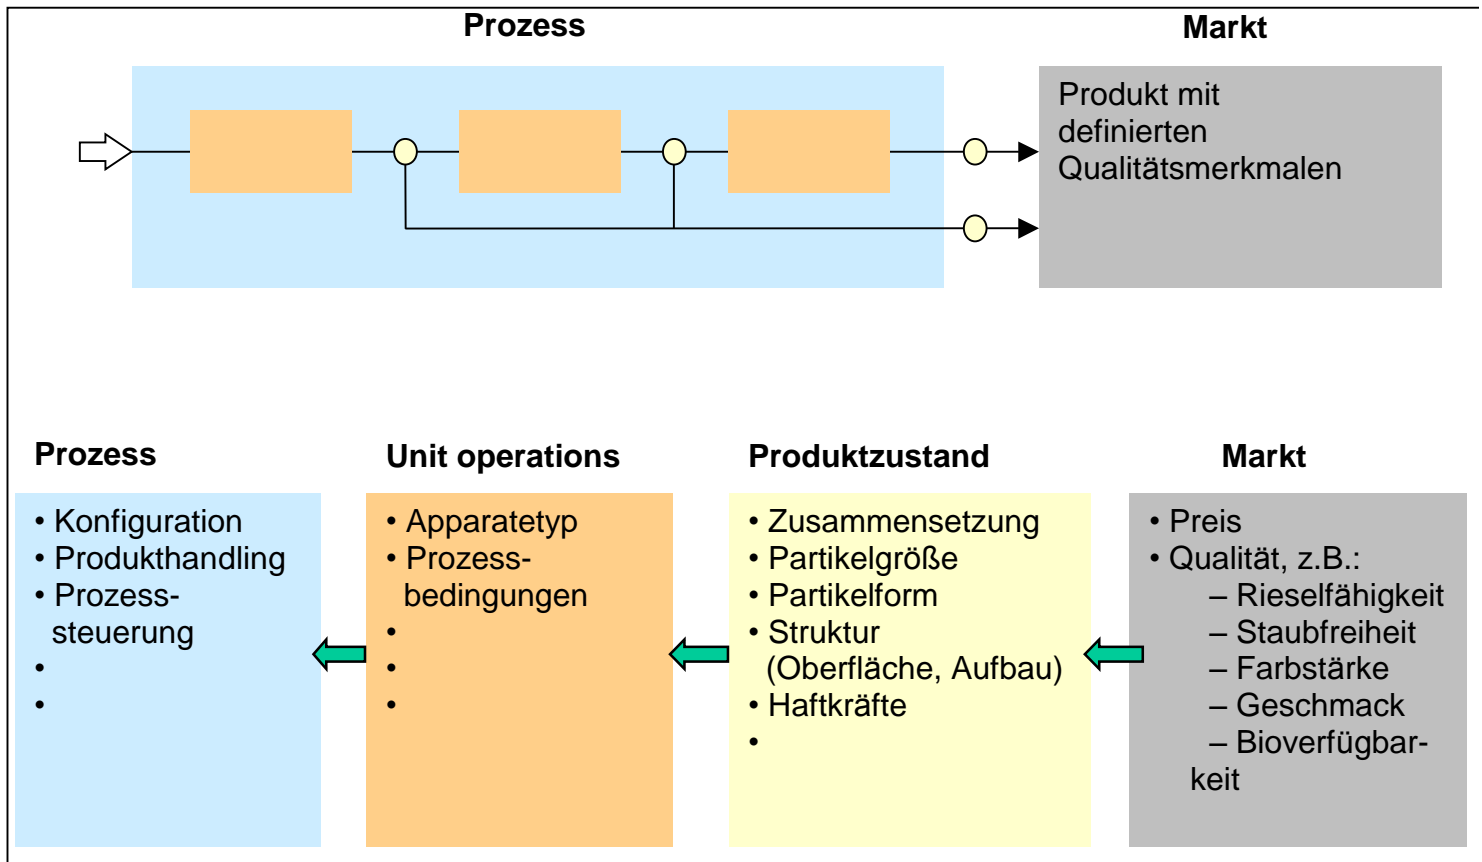 Prozess
Markt
Produkt mit
definierten
Qualitätsmerkmalen
Prozess
• Konfiguration
• Produkthandling
• Prozess-
steuerung
•
•
Unit operations
• Apparatetyp
• Prozess-
bedingungen
•
•
•
Produktzustand
• Zusammensetzung
• Partikelgröße
• Partikelform
• Struktur
(Oberfläche, Aufbau)
• Haftkräfte
•
Markt
• Preis
• Qualität, z.B.:
– Rieselfähigkeit
– Staubfreiheit
– Farbstärke
– Geschmack
– Bioverfügbar-
keit